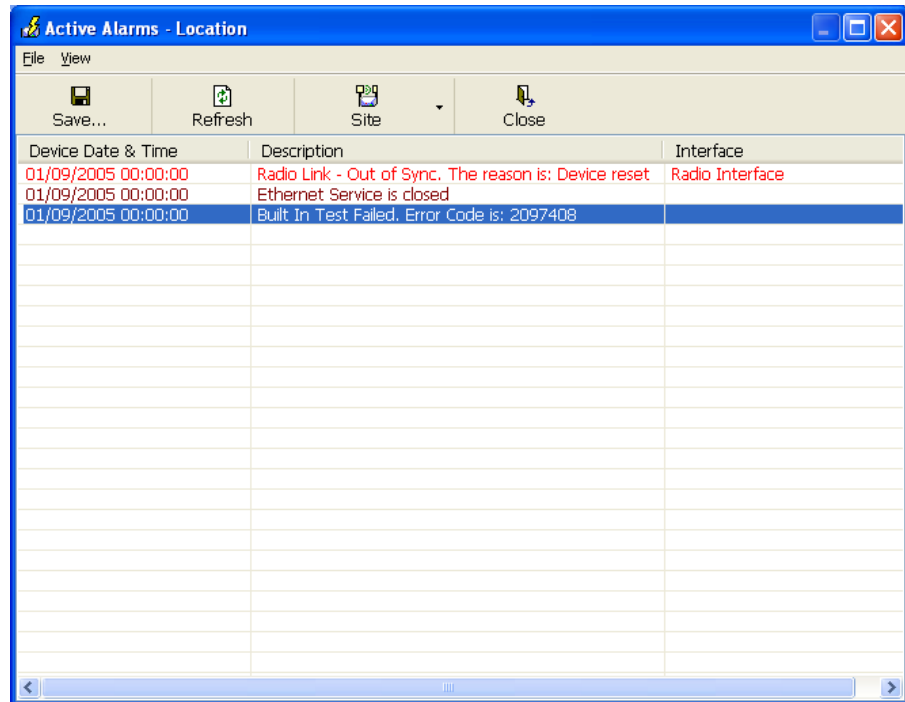 Active Alarms - Location
File View
Save... Refresh Site Close
Device Date & Time Description Interface
01/09/2005 00:00:00 Radio Link - Out of Sync. The reason is: Device reset Radio Interface
01/09/2005 00:00:00 Ethernet Service is closed
01/09/2005 00:00:00 Built In Test Failed. Error Code is: 2097408